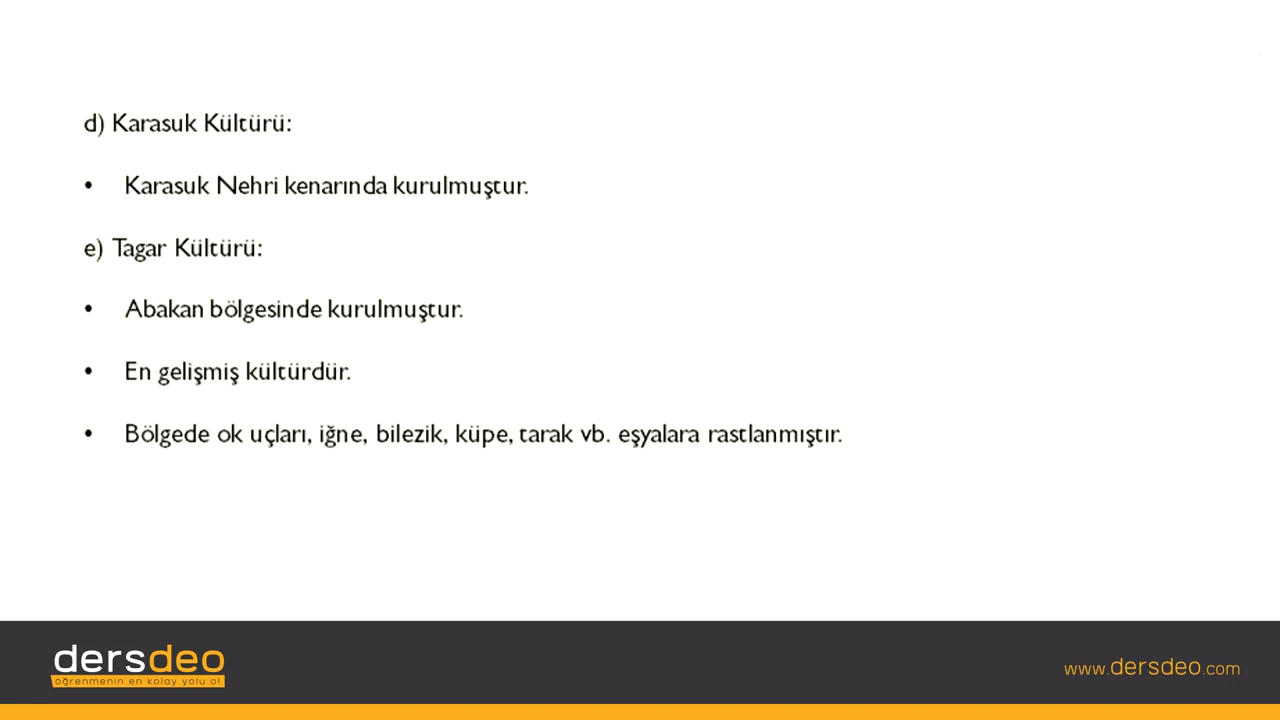 d) Karasuk Kültürü:
• Karasuk Nehri kenarında kurulmuştur.
e) Tagar Kültürü:
• Abakan bölgesinde kurulmuştur.
• En gelişmiş kültürdür.
• Bölgede ok uçları, iğne, bilezik, küpe, tarak vb. eşyalara rastlanmıştır.
dersdeo
öğrenmenin en kolay yolu o!
www.dersdeo.com